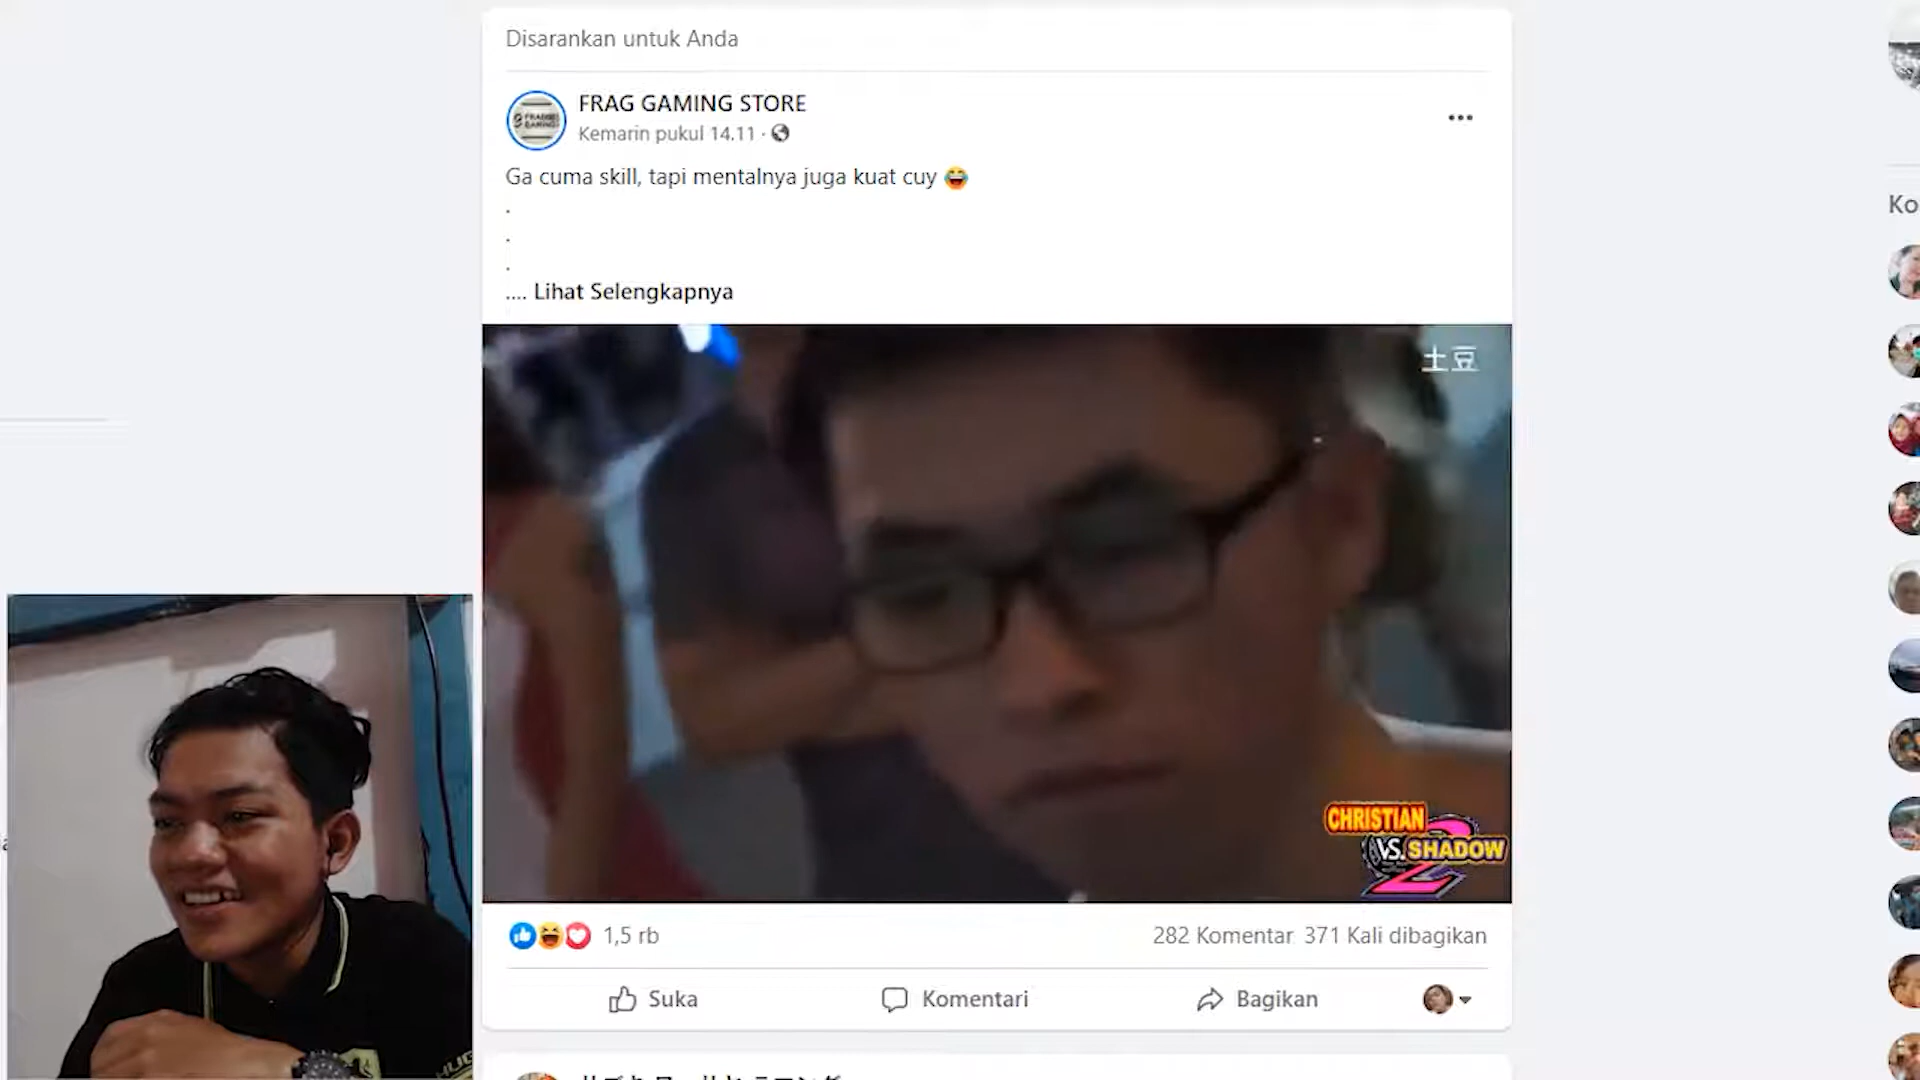 Disarankan untuk Anda
FRAG GAMING STORE
Kemarin pukul 14.11 ·
Ga cuma skill, tapi mentalnya juga kuat cuy 😂
.
.
.
.... Lihat Selengkapnya
土豆
CHRISTIAN
VS. SHADOW
2
1,5 rb
282 Komentar 371 Kali dibagikan
Suka
Komentari
Bagikan
Ko